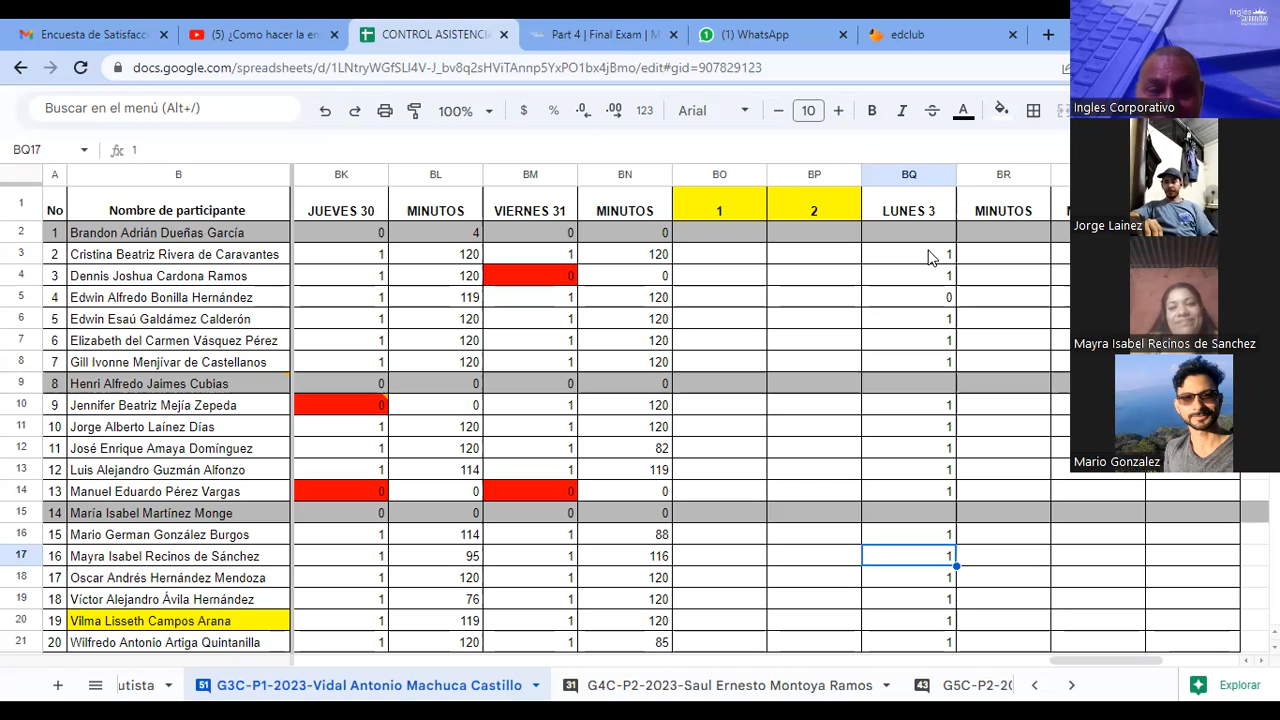 Encuesta de Satisfacc
(5) ¿Como hacer la en
CONTROL ASISTENCIA
Part 4 | Final Exam | M
(1) WhatsApp
edclub
docs.google.com/spreadsheets/d/1LNtryWGfSLl4V-J_bv8q2sHViTAnnp5YxPO1bx4jBmo/edit#gid=907829123
Buscar en el menú (Alt+/)
100%
$ % .0 .00 123
Arial
10
B I A
BQ17
fx 1
A B BK BL BM BN BO BP BQ BR
1 No Nombre de participante JUEVES 30 MINUTOS VIERNES 31 MINUTOS 1 2 LUNES 3 MINUTOS
2 1 Brandon Adrián Dueñas García 0 4 0 0
3 2 Cristina Beatriz Rivera de Caravantes 1 120 1 120 1
4 3 Dennis Joshua Cardona Ramos 1 120 0 0 1
5 4 Edwin Alfredo Bonilla Hernández 1 119 1 120 0
6 5 Edwin Esaú Galdámez Calderón 1 120 1 120 1
7 6 Elizabeth del Carmen Vásquez Pérez 1 120 1 120 1
8 7 Gill Ivonne Menjívar de Castellanos 1 120 1 120 1
9 8 Henri Alfredo Jaimes Cubias 0 0 0 0
10 9 Jennifer Beatriz Mejía Zepeda 0 0 1 120 1
11 10 Jorge Alberto Laínez Días 1 120 1 120 1
12 11 José Enrique Amaya Domínguez 1 120 1 82 1
13 12 Luis Alejandro Guzmán Alfonzo 1 114 1 119 1
14 13 Manuel Eduardo Pérez Vargas 0 0 0 0 1
15 14 María Isabel Martínez Monge 0 0 0 0
16 15 Mario German González Burgos 1 114 1 88 1
17 16 Mayra Isabel Recinos de Sánchez 1 95 1 116 1
18 17 Oscar Andrés Hernández Mendoza 1 120 1 120 1
19 18 Víctor Alejandro Ávila Hernández 1 76 1 120 1
20 19 Vilma Lisseth Campos Arana 1 119 1 120 1
21 20 Wilfredo Antonio Artiga Quintanilla 1 120 1 85 1
utista
51 G3C-P1-2023-Vidal Antonio Machuca Castillo
31 G4C-P2-2023-Saul Ernesto Montoya Ramos
43 G5C-P2-20
Explorar
Ingles
Corporativo
Ingles Corporativo
Jorge Lainez
Mayra Isabel Recinos de Sanchez
Mario Gonzalez